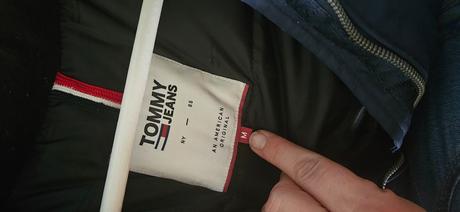 TOMMY
JEANS
NY — 85
AN AMERICAN
ORIGINAL
M